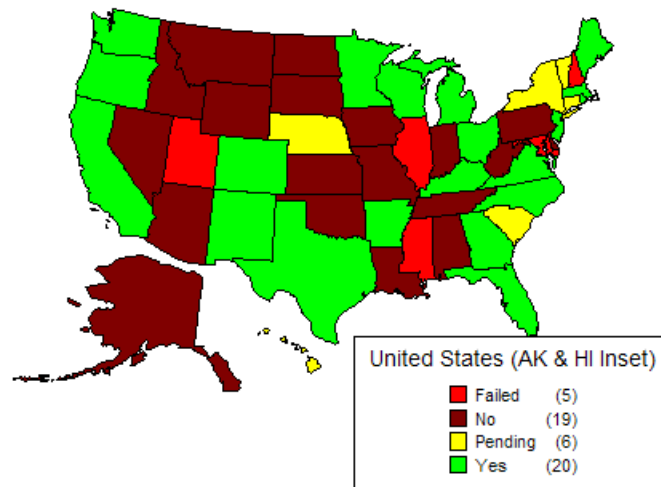 United States (AK & HI Inset)
Failed (5)
No (19)
Pending (6)
Yes (20)